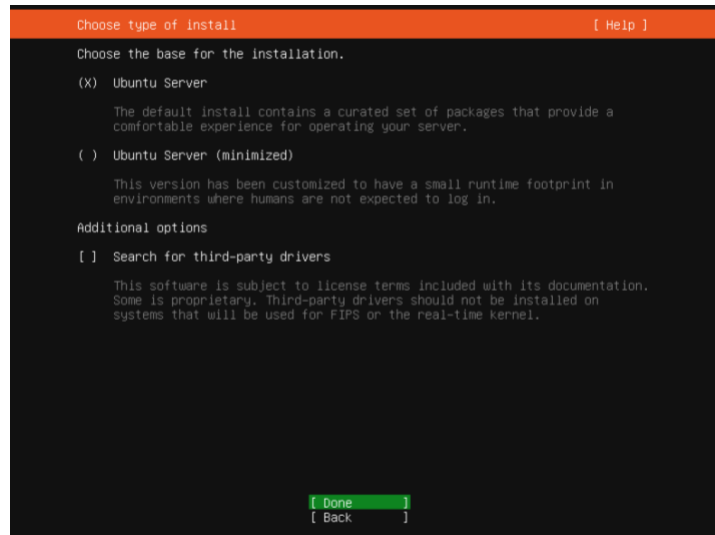 Choose type of install [ Help ]
Choose the base for the installation.
(X) Ubuntu Server
The default install contains a curated set of packages that provide a
comfortable experience for operating your server.
( ) Ubuntu Server (minimized)
This version has been customized to have a small runtime footprint in
environments where humans are not expected to log in.
Additional options
[ ] Search for third-party drivers
This software is subject to license terms included with its documentation.
Some is proprietary. Third-party drivers should not be installed on
systems that will be used for FIPS or the real-time kernel.
[ Done ]
[ Back ]